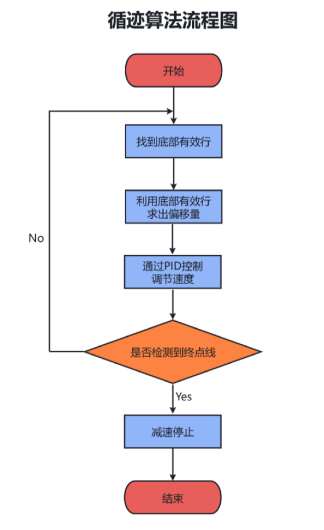 循迹算法流程图
开始
找到底部有效行
利用底部有效行
求出偏移量
No
通过PID控制
调节速度
是否检测到终点线
Yes
减速停止
结束